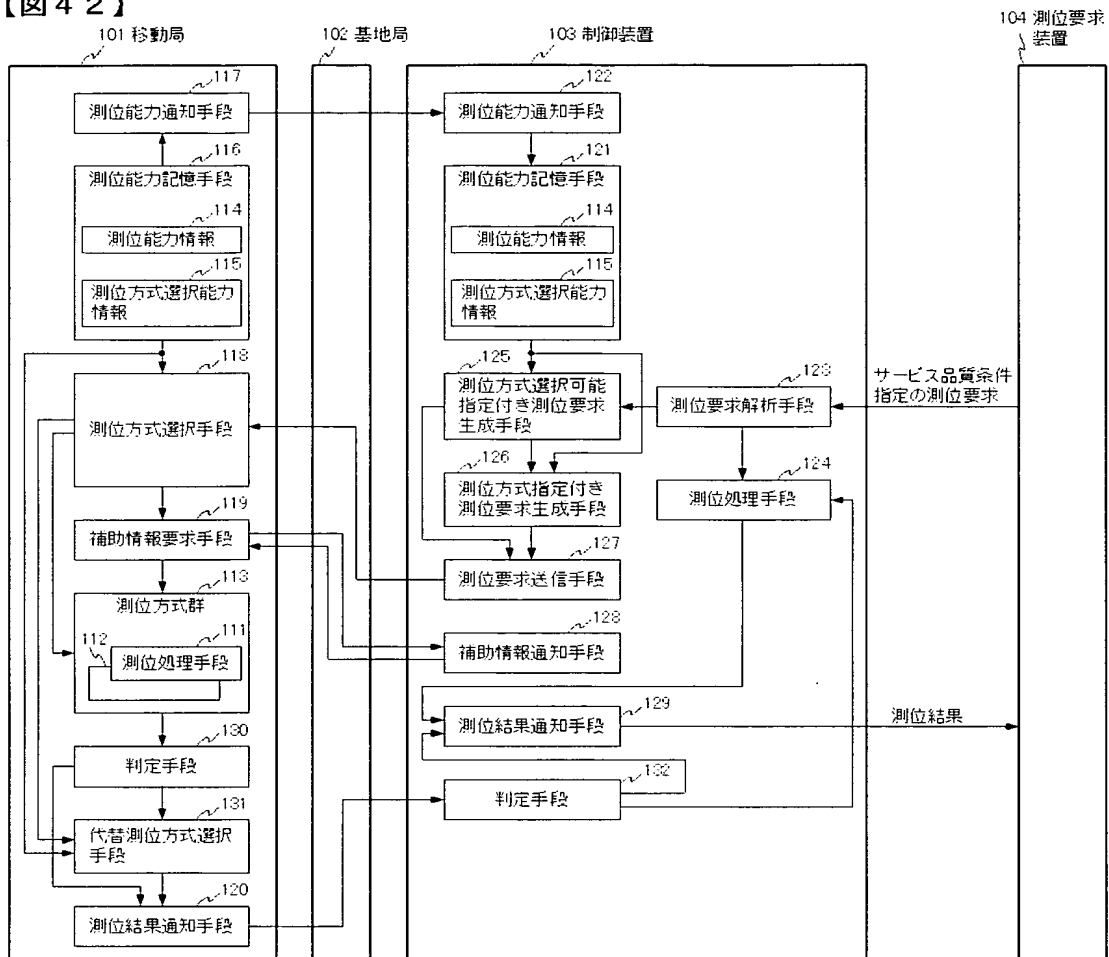 【図４２】
101 移動局
102 基地局
103 制御装置
104 測位要求
装置
117
測位能力通知手段
116
測位能力記憶手段
114
測位能力情報
115
測位方式選択能力
情報
118
測位方式選択手段
119
補助情報要求手段
113
測位方式群
112
111
測位処理手段
130
判定手段
131
代替測位方式選択
手段
120
測位結果通知手段
122
測位能力通知手段
121
測位能力記憶手段
114
測位能力情報
115
測位方式選択能力
情報
125
測位方式選択可能
指定付き測位要求
生成手段
123
測位要求解析手段
サービス品質条件
指定の測位要求
126
測位方式指定付き
測位要求生成手段
124
測位処理手段
127
測位要求送信手段
128
補助情報通知手段
129
測位結果通知手段
測位結果
132
判定手段